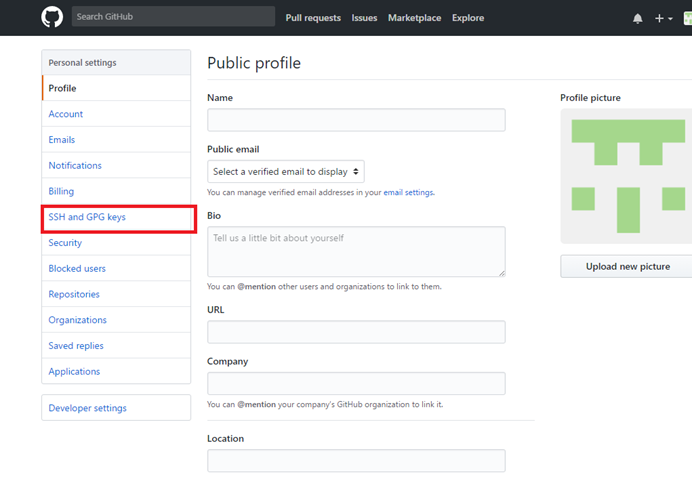 Search GitHub
Pull requests Issues Marketplace Explore
Personal settings
Profile
Account
Emails
Notifications
Billing
SSH and GPG keys
Security
Blocked users
Repositories
Organizations
Saved replies
Applications
Developer settings
Public profile
Name
Public email
Select a verified email to display
You can manage verified email addresses in your email settings.
Bio
Tell us a little bit about yourself
You can @mention other users and organizations to link to them.
URL
Company
You can @mention your company's GitHub organization to link it.
Location
Profile picture
Upload new picture